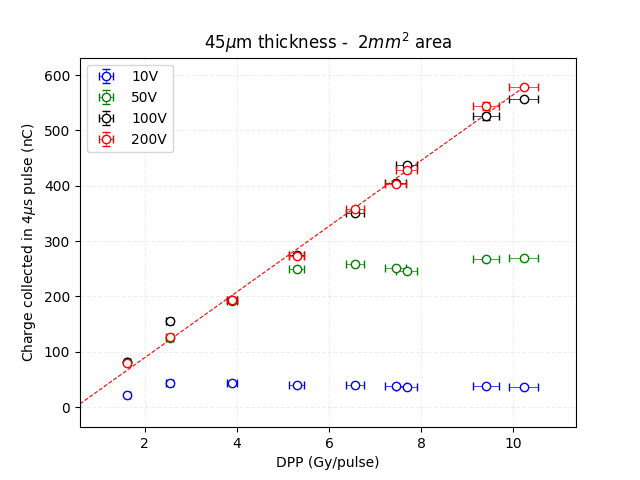 45μm thickness - 2mm² area
10V
50V
100V
200V
Charge collected in 4μs pulse (nC)
600
500
400
300
200
100
0
2 4 6 8 10
DPP (Gy/pulse)